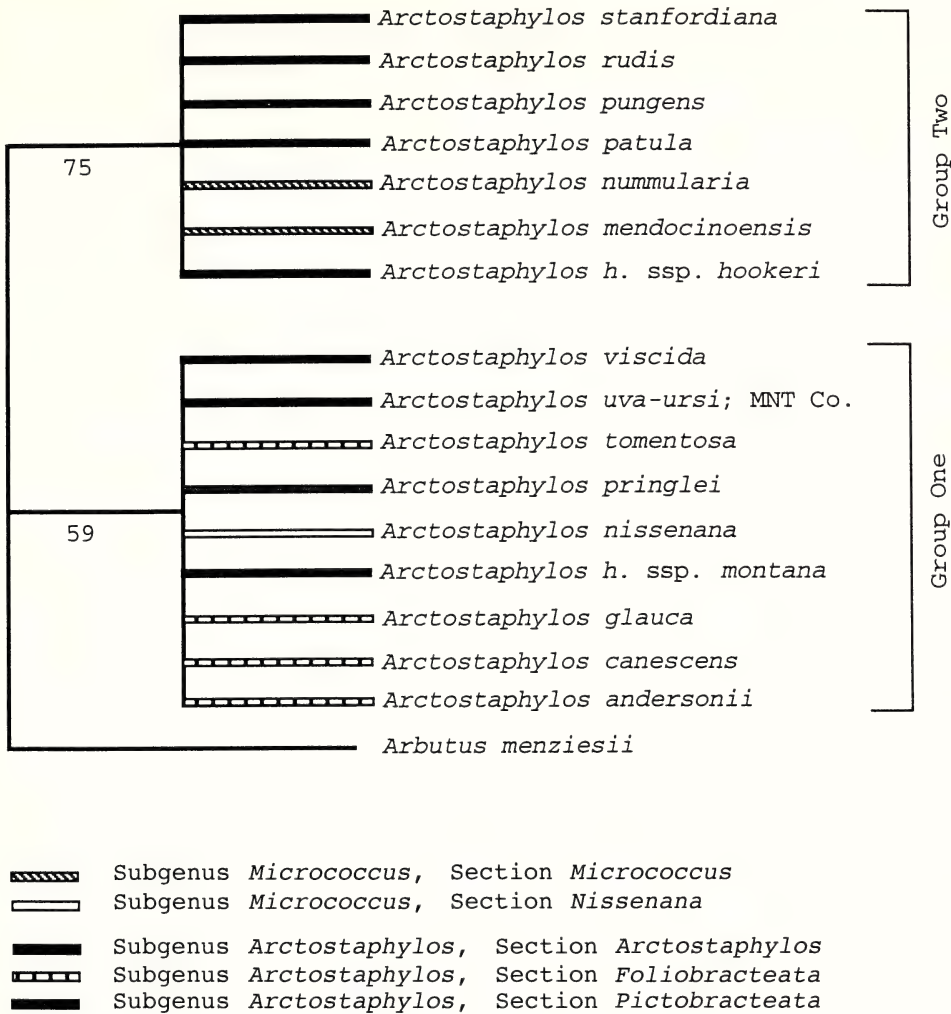 Arctostaphylos stanfordiana
Arctostaphylos rudis
Arctostaphylos pungens
Arctostaphylos patula
75
Arctostaphylos nummularia
Arctostaphylos mendocinoensis
Arctostaphylos h. ssp. hookeri
Group Two
Arctostaphylos viscida
Arctostaphylos uva-ursi; MNT Co.
Arctostaphylos tomentosa
Arctostaphylos pringlei
59
Arctostaphylos nissenana
Arctostaphylos h. ssp. montana
Arctostaphylos glauca
Arctostaphylos canescens
Arctostaphylos andersonii
Group One
Arbutus menziesii
Subgenus Micrococcus, Section Micrococcus
Subgenus Micrococcus, Section Nissenana
Subgenus Arctostaphylos, Section Arctostaphylos
Subgenus Arctostaphylos, Section Foliobracteata
Subgenus Arctostaphylos, Section Pictobracteata